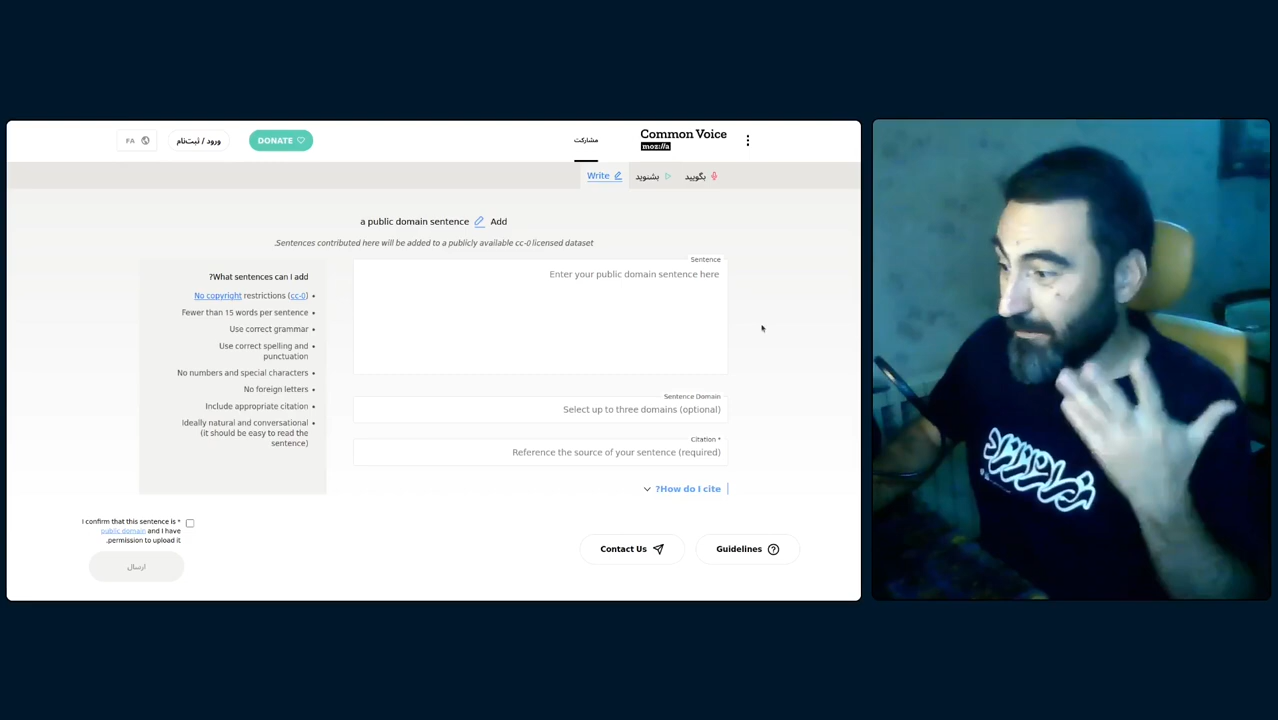 FA
ورود / ثبت‌نام
DONATE
مشارکت
Common Voice
moz://a
Write
بشنوید
بگویید
a public domain sentence Add
.Sentences contributed here will be added to a publicly available cc-0 licensed dataset
?What sentences can I add
No copyright restrictions (cc-0)
Fewer than 15 words per sentence
Use correct grammar
Use correct spelling and
punctuation
No numbers and special characters
No foreign letters
Include appropriate citation
Ideally natural and conversational
(it should be easy to read the
sentence)
Sentence
Enter your public domain sentence here
Sentence Domain
Select up to three domains (optional)
Citation *
Reference the source of your sentence (required)
?How do I cite
I confirm that this sentence is *
public domain and I have
.permission to upload it
ارسال
Contact Us
Guidelines